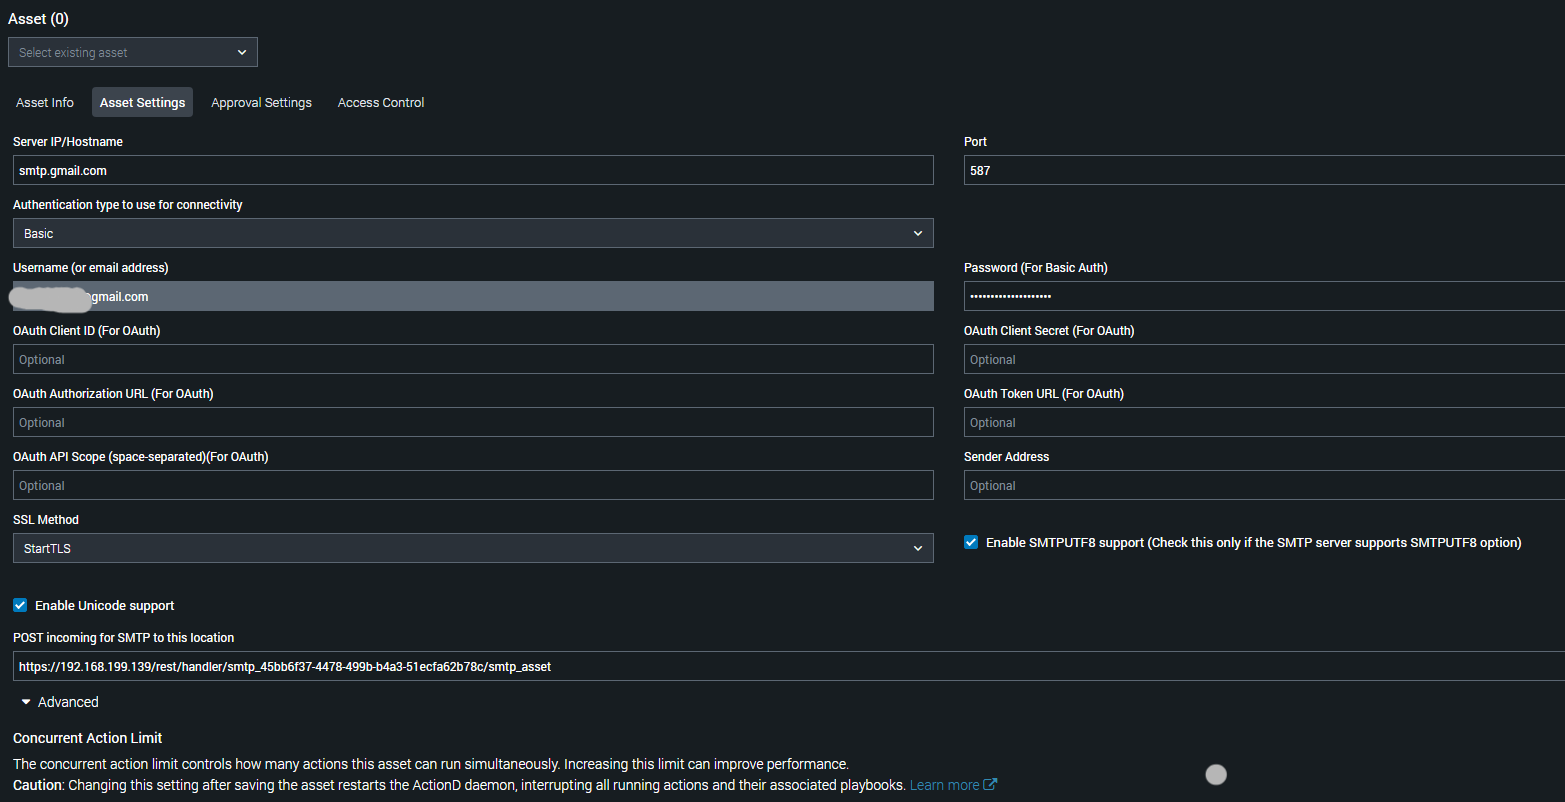 Asset (0)
Select existing asset
Asset Info Asset Settings Approval Settings Access Control
Server IP/Hostname Port
smtp.gmail.com 587
Authentication type to use for connectivity
Basic
Username (or email address) Password (For Basic Auth)
gmail.com ••••••••••••••••••••
OAuth Client ID (For OAuth) OAuth Client Secret (For OAuth)
Optional Optional
OAuth Authorization URL (For OAuth) OAuth Token URL (For OAuth)
Optional Optional
OAuth API Scope (space-separated)(For OAuth) Sender Address
Optional Optional
SSL Method
StartTLS Enable SMTPUTF8 support (Check this only if the SMTP server supports SMTPUTF8 option)
Enable Unicode support
POST incoming for SMTP to this location
https://192.168.199.139/rest/handler/smtp_45bb6f37-4478-499b-b4a3-51ecfa62b78c/smtp_asset
Advanced
Concurrent Action Limit
The concurrent action limit controls how many actions this asset can run simultaneously. Increasing this limit can improve performance.
Caution: Changing this setting after saving the asset restarts the ActionD daemon, interrupting all running actions and their associated playbooks. Learn more